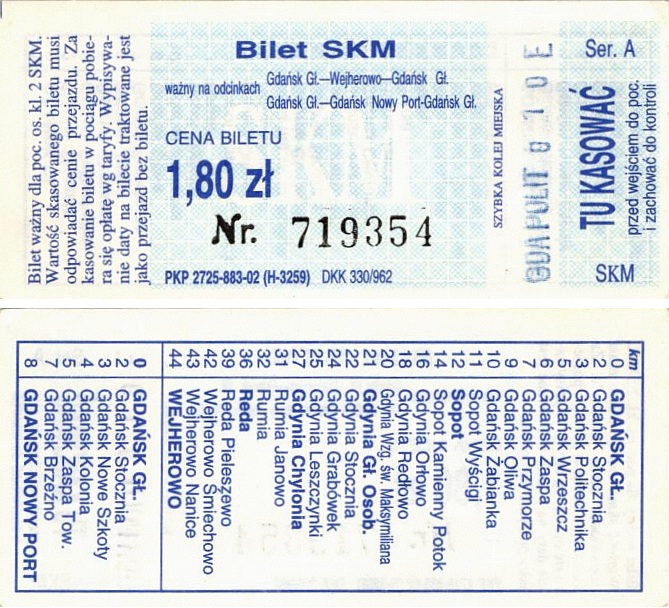 Bilet ważny dla poc. os. kl. 2 SKM.
Wartość skasowanego biletu musi
odpowiadać cenie przejazdu. Za
kasowanie biletu w pociągu pobie-
ra się opłatę wg taryfy. Wypisywa-
nie daty na bilecie traktowane jest
jako przejazd bez biletu.
Bilet SKM
ważny na odcinkach
Gdańsk Gł.—Wejherowo—Gdańsk Gł.
Gdańsk Gł.—Gdańsk Nowy Port-Gdańsk Gł.
CENA BILETU
1,80 zł
Nr. 719354
PKP 2725-883-02 (H-3259) DKK 330/962
SZYBKA KOLEJ MIEJSKA
GDAPOLIT 0 1 0 E
Ser. A
TU KASOWAĆ
przed wejściem do poc.
i zachować do kontroli
SKM
km
0 GDAŃSK GŁ.
2 Gdańsk Stocznia
3 Gdańsk Politechnika
5 Gdańsk Wrzeszcz
6 Gdańsk Zaspa
7 Gdańsk Przymorze
9 Gdańsk Oliwa
10 Gdańsk Żabianka
11 Sopot Wyścigi
12 Sopot
14 Sopot Kamienny Potok
16 Gdynia Orłowo
18 Gdynia Redłowo
20 Gdynia Wzg. św. Maksymiliana
21 Gdynia Gł. Osob.
22 Gdynia Stocznia
24 Gdynia Grabówek
25 Gdynia Leszczynki
27 Gdynia Chylonia
31 Rumia Janowo
32 Rumia
36 Reda
39 Reda Pieleszewo
42 Wejherowo Śmiechowo
43 Wejherowo Nanice
44 WEJHEROWO
0 GDAŃSK GŁ.
2 Gdańsk Stocznia
3 Gdańsk Nowe Szkoty
4 Gdańsk Kolonia
5 Gdańsk Zaspa Tow.
7 Gdańsk Brzeźno
8 GDAŃSK NOWY PORT